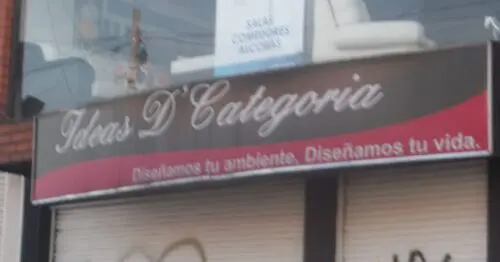 SALAS
COMEDORES
ALCOBAS
Ideas D'Categoria
Diseñamos tu ambiente, Diseñamos tu vida.